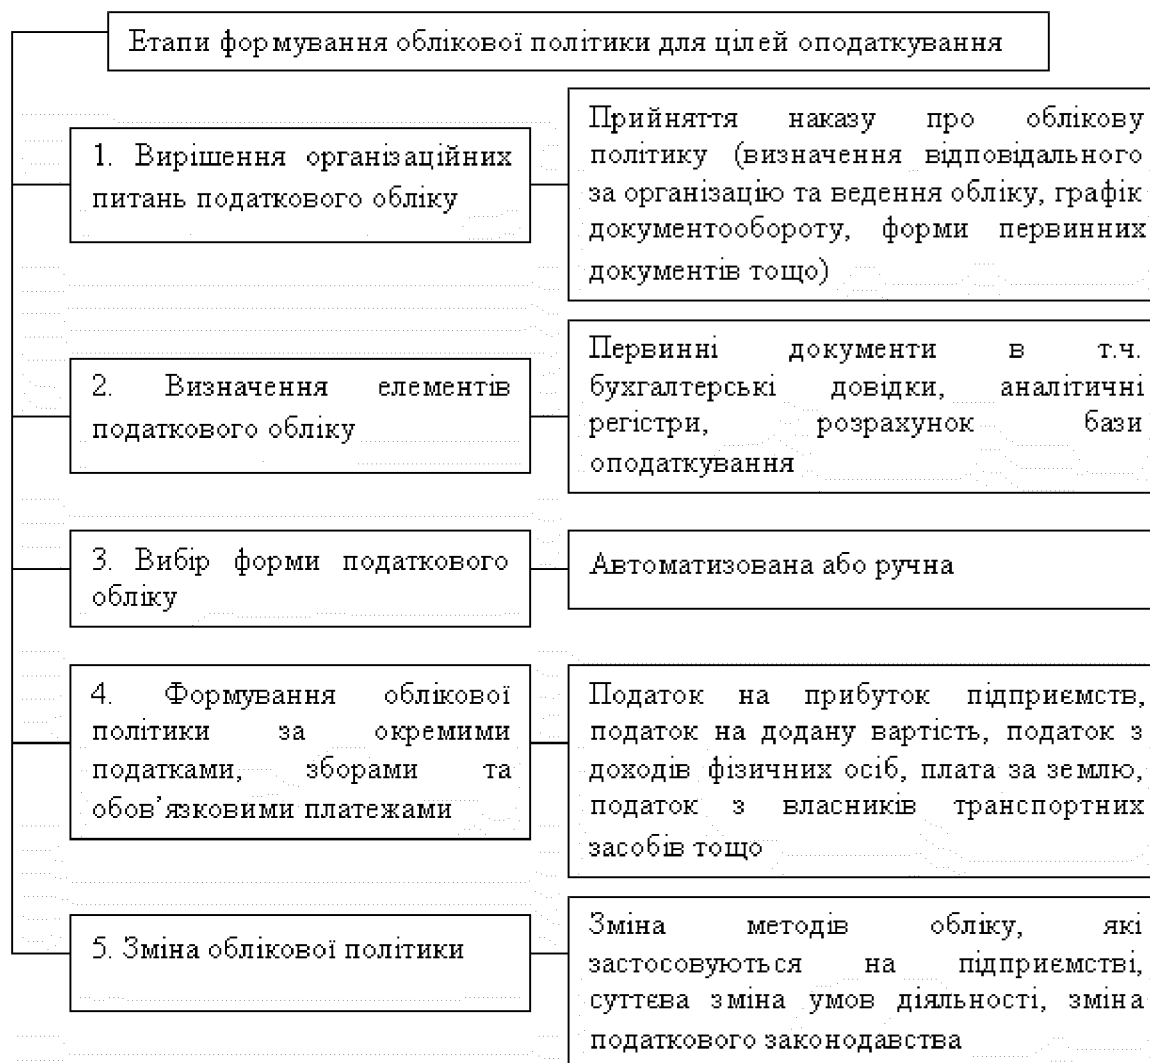 Етапи формування облікової політики для цілей оподаткування
1. Вирішення організаційних
питань податкового обліку
Прийняття наказу про облікову
політику (визначення відповідального
за організацію та ведення обліку, графік
документообороту, форми первинних
документів тощо)
2. Визначення елементів
податкового обліку
Первинні документи в т.ч.
бухгалтерські довідки, аналітичні
регістри, розрахунок бази
оподаткування
3. Вибір форми податкового
обліку
Автоматизована або ручна
4. Формування облікової
політики за окремими
податками, зборами та
обов’язковими платежами
Податок на прибуток підприємств,
податок на додану вартість, податок з
доходів фізичних осіб, плата за землю,
податок з власників транспортних
засобів тощо
5. Зміна облікової політики
Зміна методів обліку, які
застосовуються на підприємстві,
суттєва зміна умов діяльності, зміна
податкового законодавства